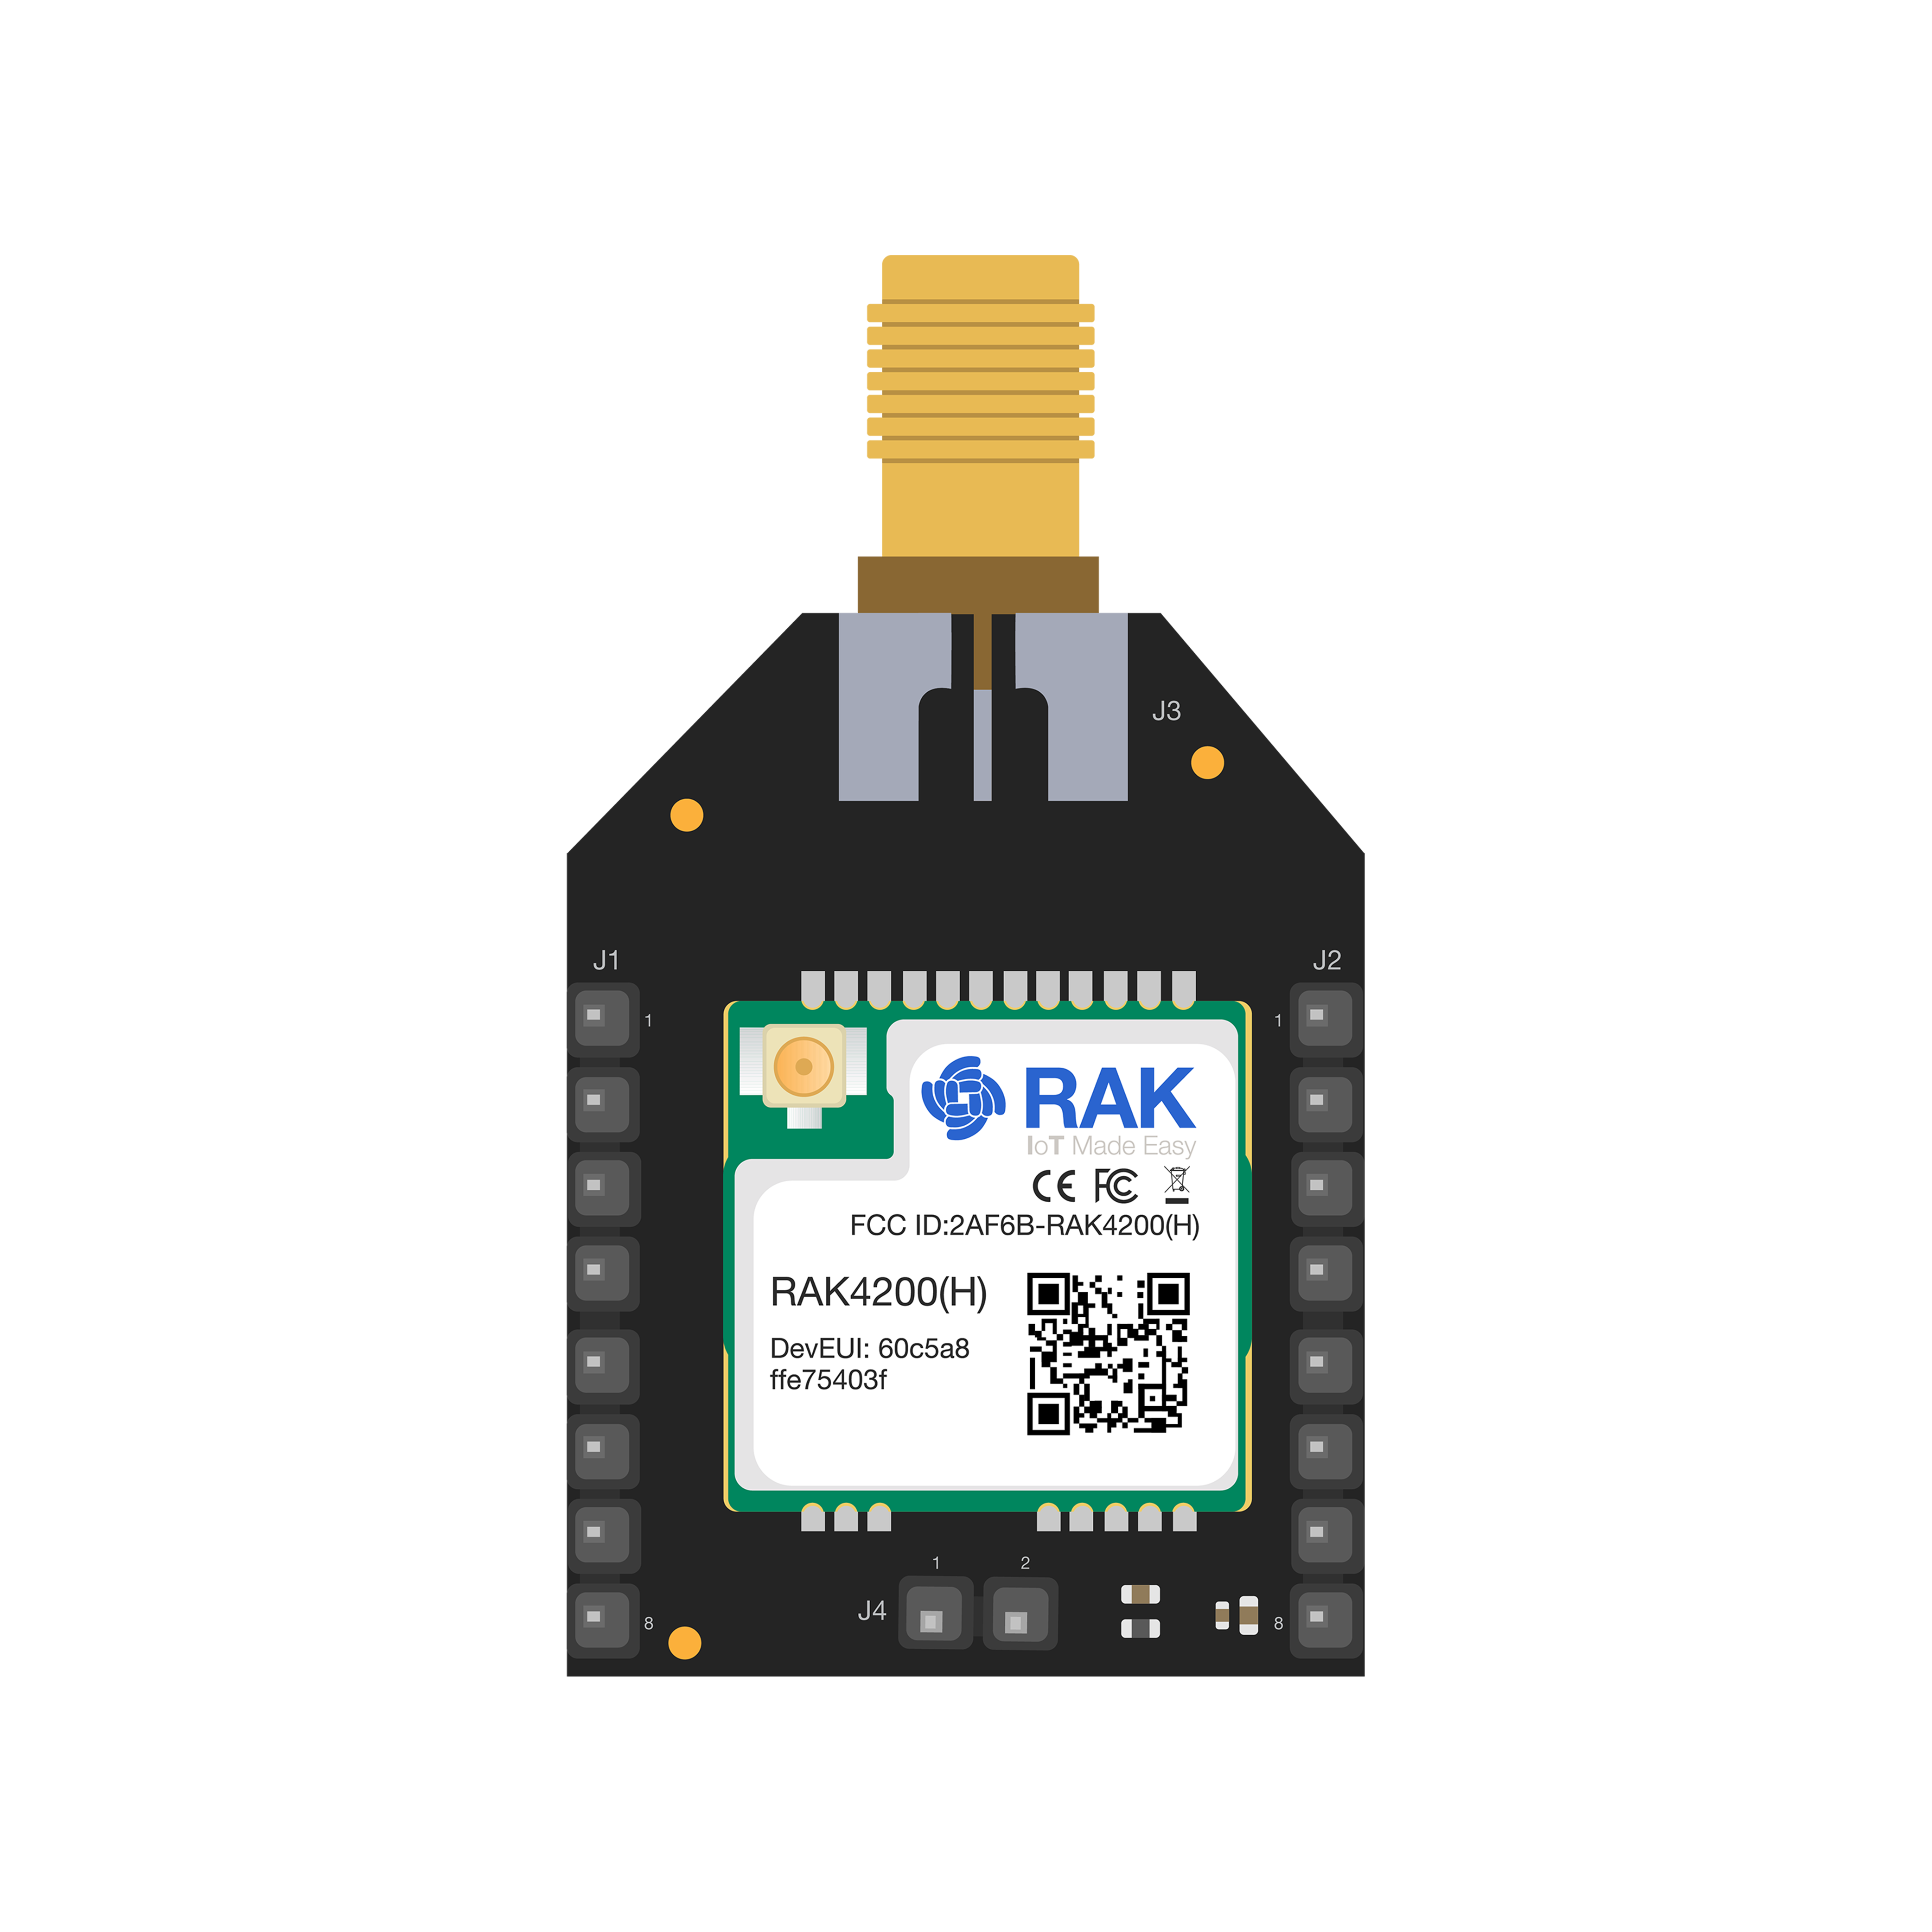 J3
J1
J2
1
1
RAK
IoT Made Easy
CE FC
FCC ID:2AF6B-RAK4200(H)
RAK4200(H)
DevEUI: 60c5a8
ffe75403f
1
2
J4
8
8